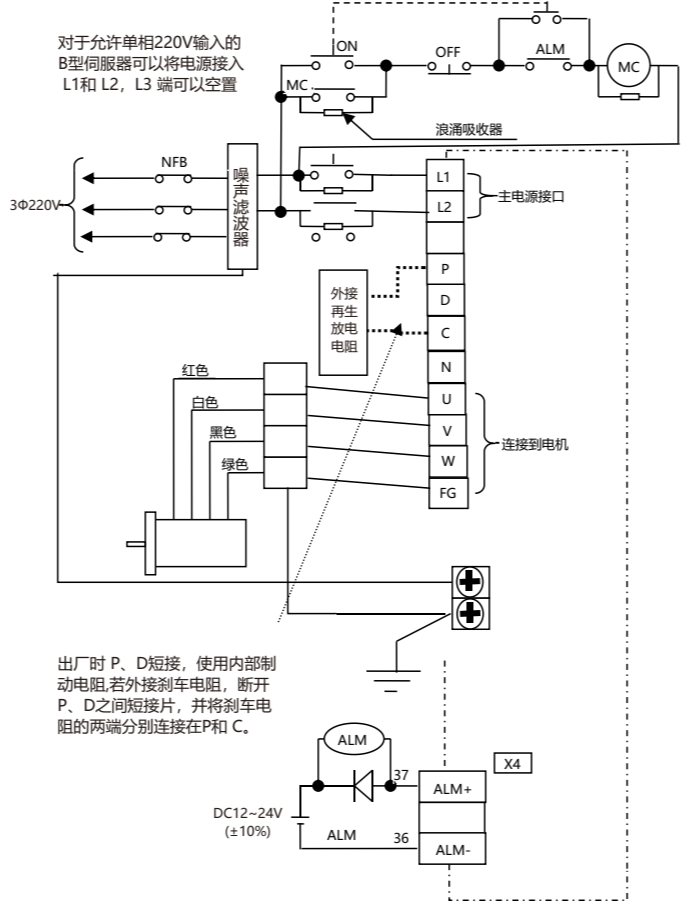 对于允许单相220V输入的
B型伺服器可以将电源接入
L1和 L2，L3 端可以空置
ON
OFF
ALM
MC
MC
浪涌吸收器
NFB
3Φ220V
噪声滤波器
I
L1
L2
主电源接口
P
D
C
N
U
V
W
FG
外接
再生
放电
电阻
连接到电机
红色
白色
黑色
绿色
出厂时 P、D短接，使用内部制
动电阻,若外接刹车电阻，断开
P、D之间短接片，并将刹车电
阻的两端分别连接在P和 C。
ALM
37
ALM+
X4
DC12~24V
(±10%)
ALM
36
ALM-